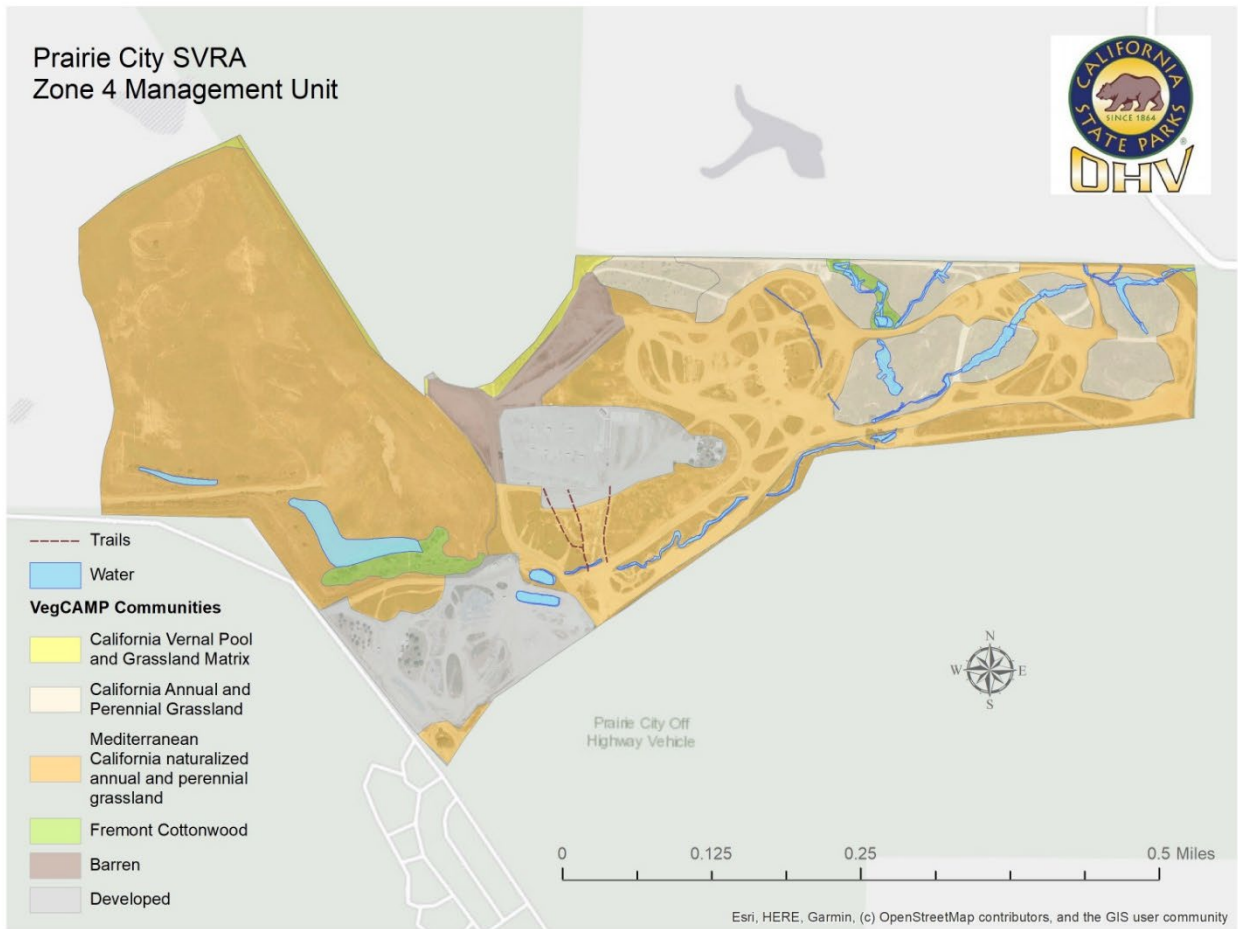 Prairie City SVRA
Zone 4 Management Unit
CALIFORNIA
SINCE 1864
STATE PARKS
®
OHV
Trails
Water
VegCAMP Communities
California Vernal Pool
and Grassland Matrix
California Annual and
Perennial Grassland
Mediterranean
California naturalized
annual and perennial
grassland
Fremont Cottonwood
Barren
Developed
N
W E
S
Prairie City Off
Highway Vehicle
0 0.125 0.25 0.5 Miles
Esri, HERE, Garmin, (c) OpenStreetMap contributors, and the GIS user community